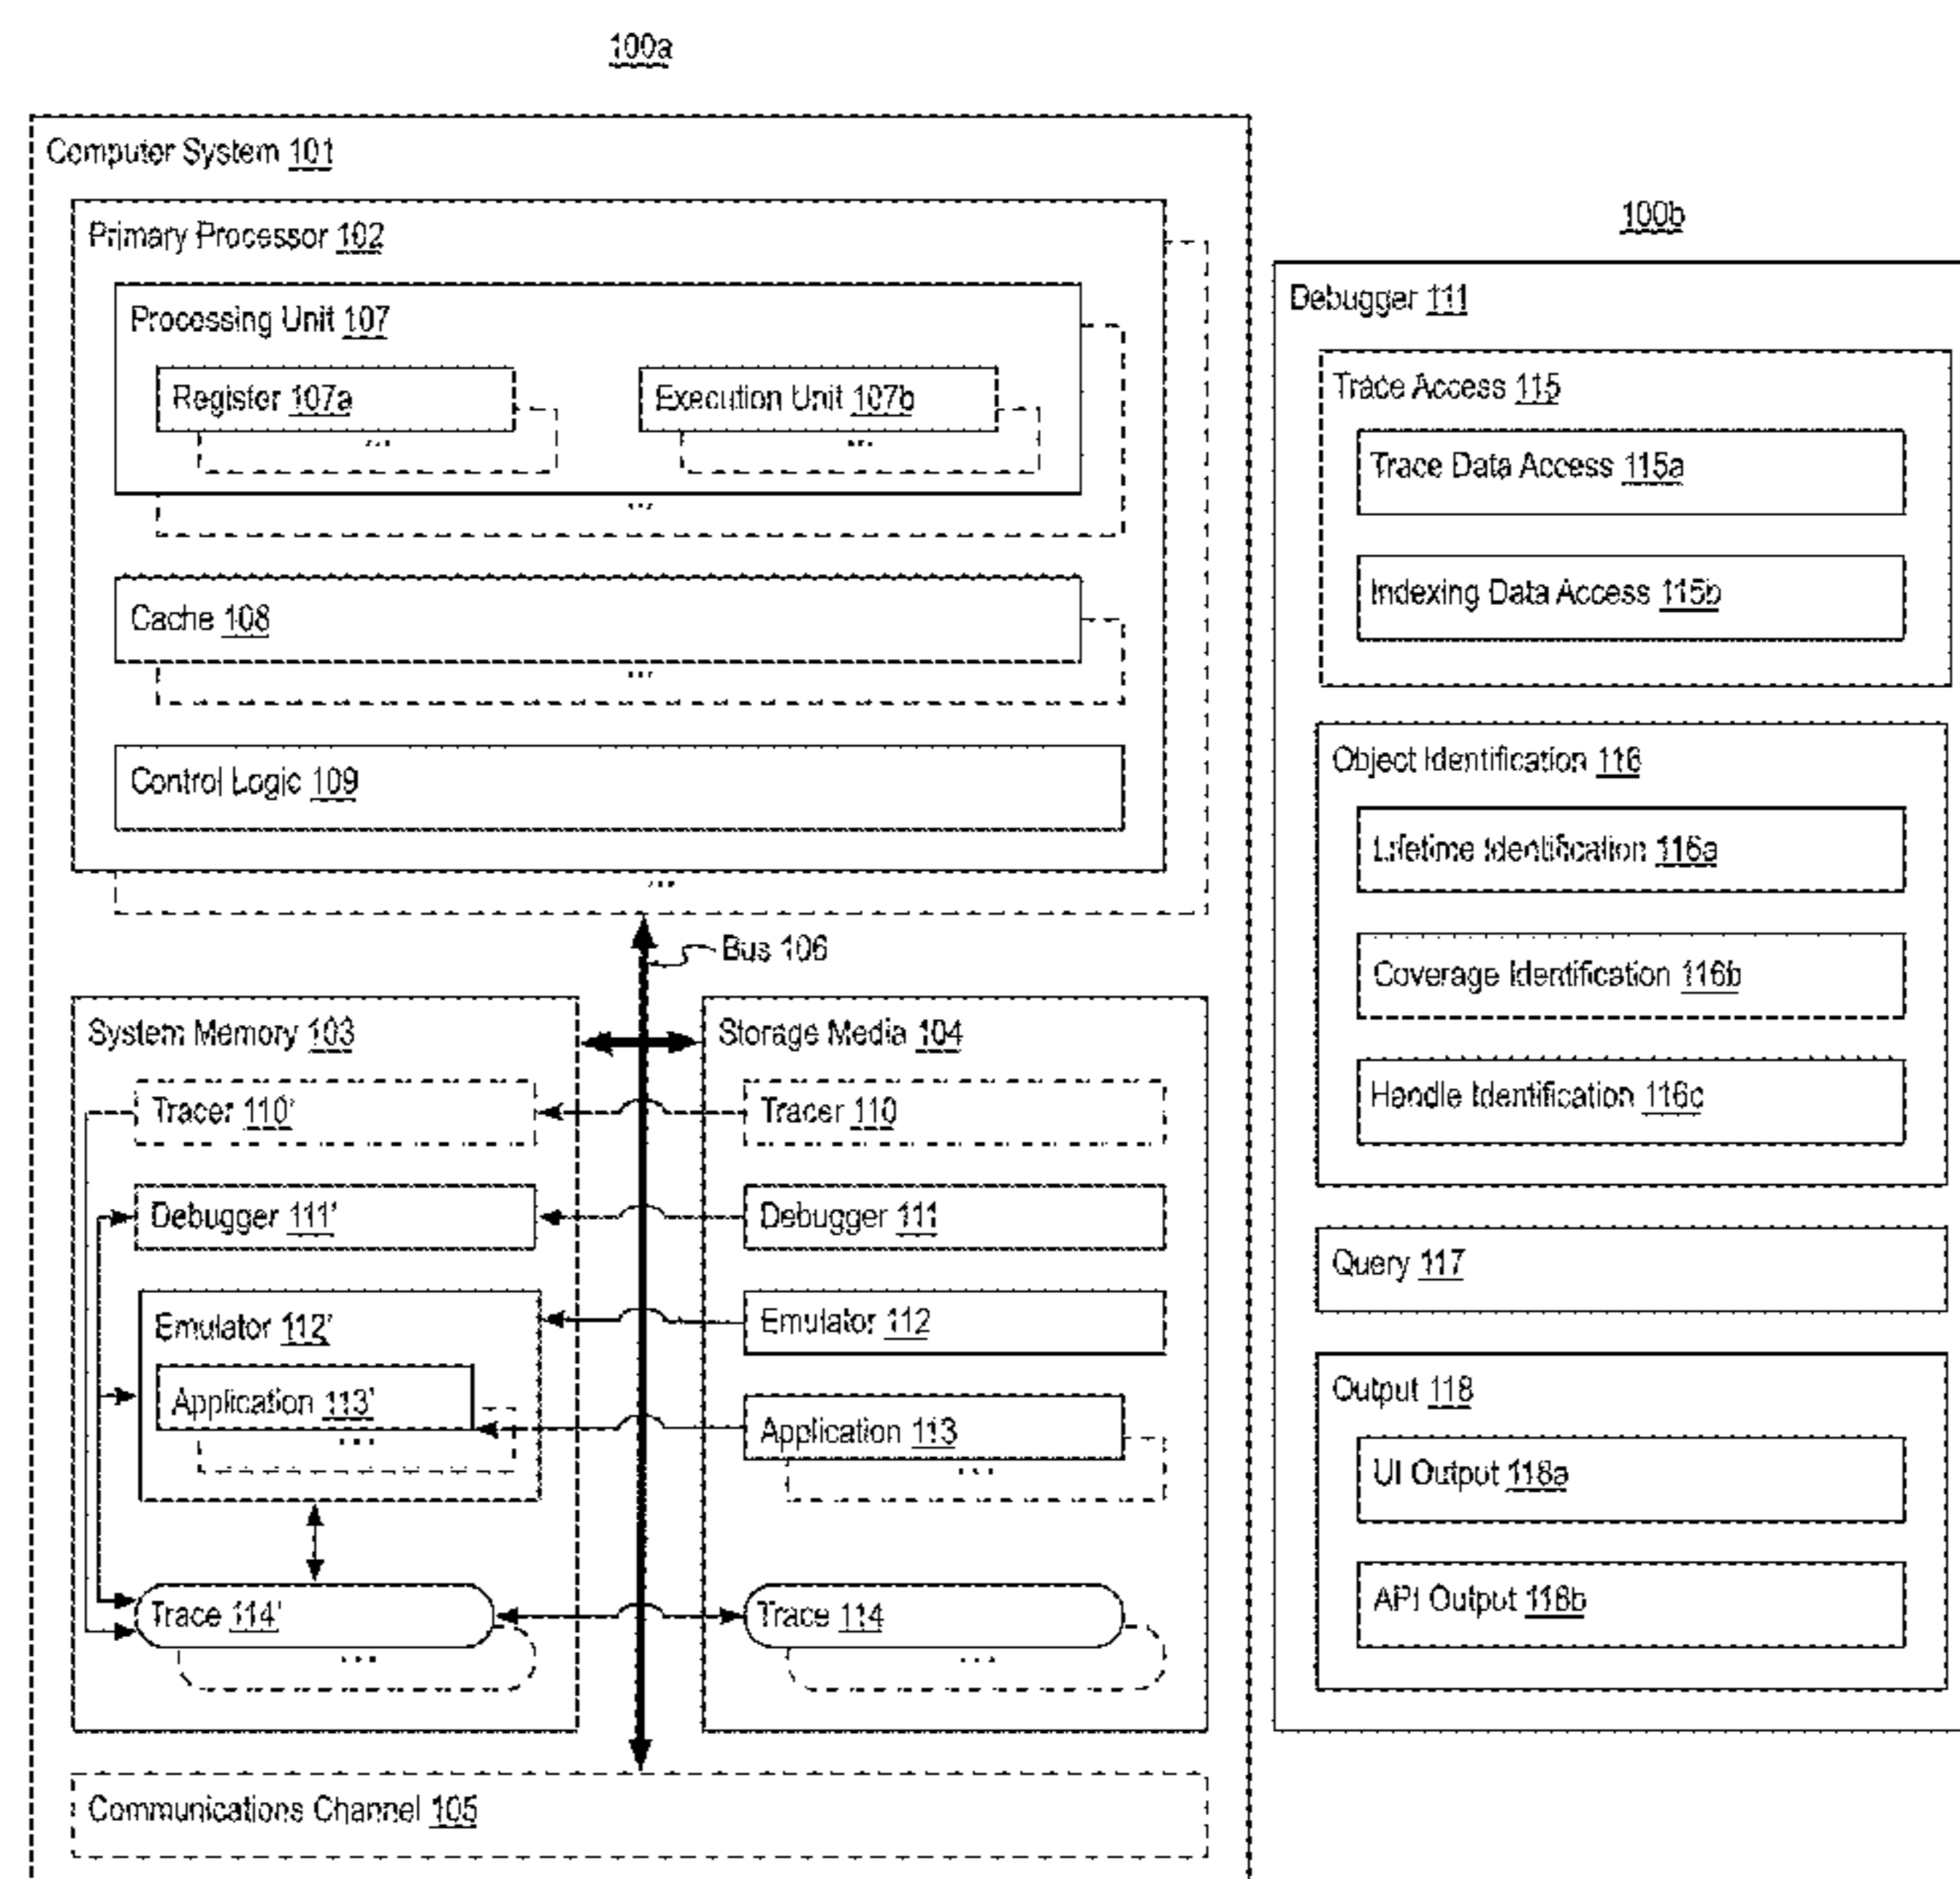 100a
Computer System 101
Primary Processor 102
Processing Unit 107
Register 107a
...
Execution Unit 107b
...
...
Cache 108
...
Control Logic 109
...
Bus 106
System Memory 103
Tracer 110'
Debugger 111'
Emulator 112'
Application 113'
...
Trace 114'
...
Storage Media 104
Tracer 110
Debugger 111
Emulator 112
Application 113
...
Trace 114
...
Communications Channel 105
100b
Debugger 111
Trace Access 115
Trace Data Access 115a
Indexing Data Access 115b
Object Identification 116
Lifetime Identification 116a
Coverage Identification 116b
Handle Identification 116c
Query 117
Output 118
UI Output 118a
API Output 118b